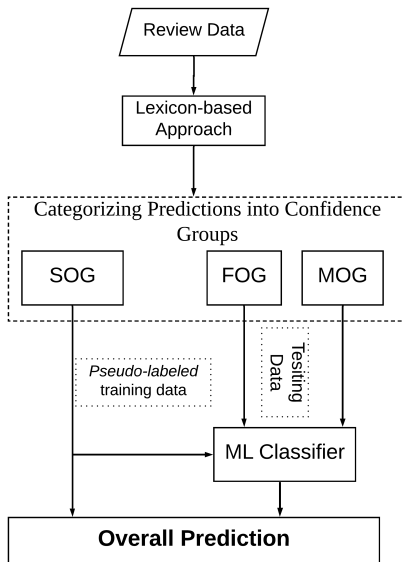 Review Data
Lexicon-based
Approach
Categorizing Predictions into Confidence
Groups
SOG
FOG
MOG
Pseudo-labeled
training data
Tesiting
Data
ML Classifier
Overall Prediction